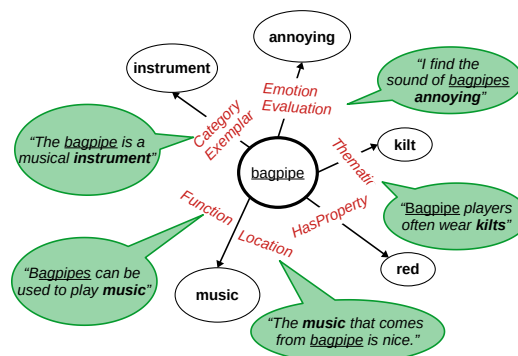 annoying
instrument
Emotion
Evaluation
"I find the
sound of bagpipes
annoying"
Category
Exemplar
"The bagpipe is a
musical instrument"
bagpipe
Thematic
kilt
"Bagpipe players
often wear kilts"
HasProperty
red
Function
Location
"Bagpipes can be
used to play music"
music
"The music that comes
from bagpipe is nice."